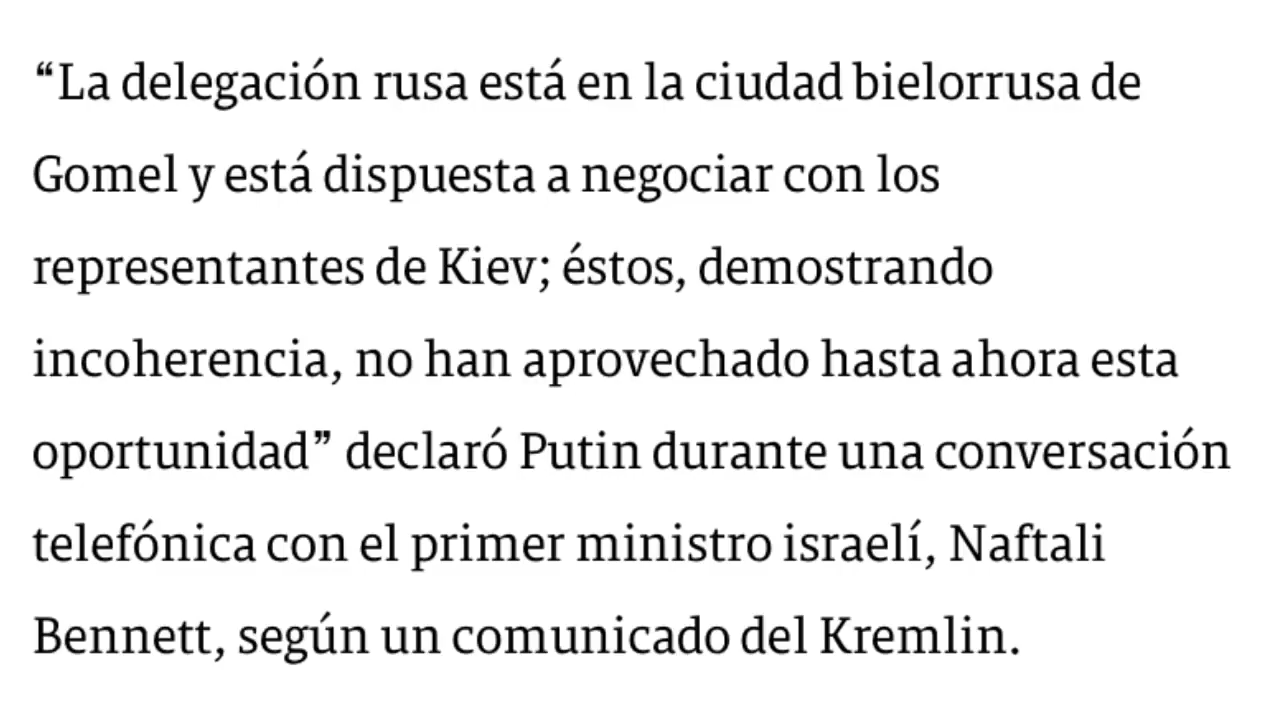 “La delegación rusa está en la ciudad bielorrusa de
Gomel y está dispuesta a negociar con los
representantes de Kiev; éstos, demostrando
incoherencia, no han aprovechado hasta ahora esta
oportunidad” declaró Putin durante una conversación
telefónica con el primer ministro israelí, Naftali
Bennett, según un comunicado del Kremlin.